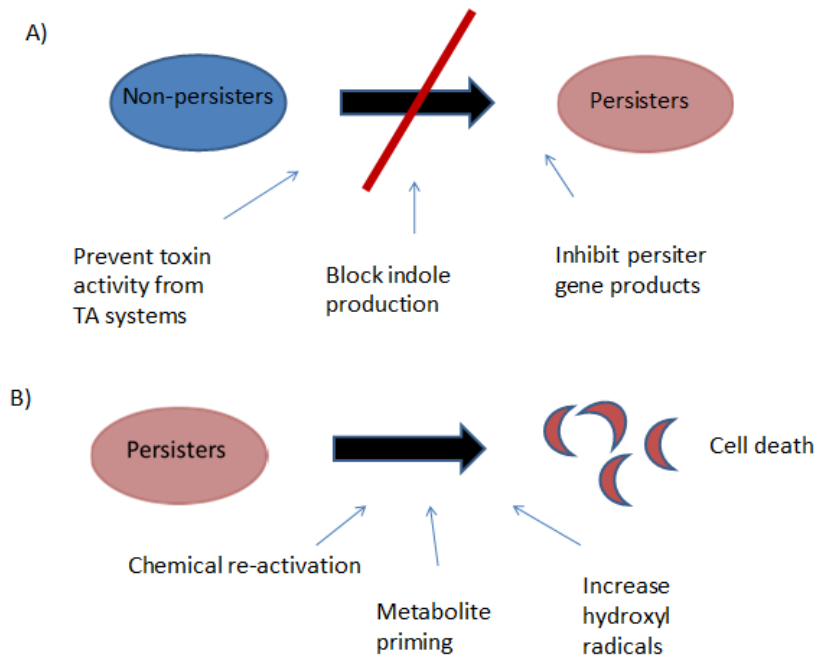 A)
Non-persisters
Persisters
Prevent toxin
activity from
TA systems
Block indole
production
Inhibit persiter
gene products
B)
Persisters
Cell death
Chemical re-activation
Metabolite
priming
Increase
hydroxyl
radicals